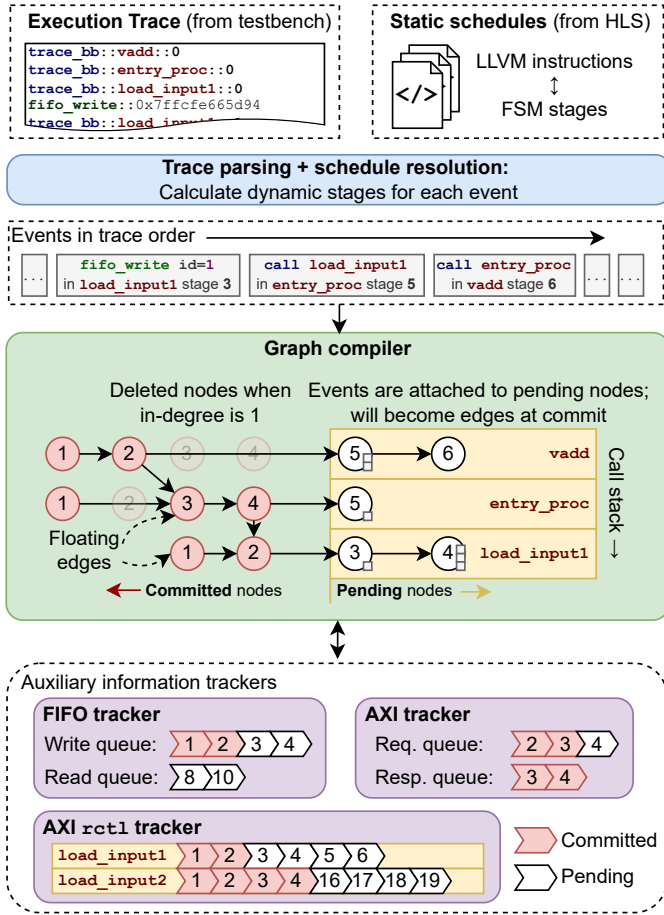 Execution Trace (from testbench)
trace_bb::vadd::0
trace_bb::entry_proc::0
trace_bb::load_input1::0
fifo_write::0x7ffcfe665d94
trace_bb::load_input1::0
Static schedules (from HLS)
</>
LLVM instructions
↕
FSM stages
Trace parsing + schedule resolution:
Calculate dynamic stages for each event
Events in trace order
...
fifo_write id=1
in load_input1 stage 3
call load_input1
in entry_proc stage 5
call entry_proc
in vadd stage 6
...
...
Graph compiler
Deleted nodes when
in-degree is 1
Events are attached to pending nodes;
will become edges at commit
1 2 3 4 5 6 vadd
1 2 3 4 5 entry_proc
1 2 3 4 load_input1
Call stack →
Floating
edges
Committed nodes
Pending nodes
Auxiliary information trackers
FIFO tracker
Write queue: 1 2 3 4
Read queue: 8 10
AXI tracker
Req. queue: 2 3 4
Resp. queue: 3 4
AXI rctl tracker
load_input1 1 2 3 4 5 6
load_input2 1 2 3 4 16 17 18 19
Committed
Pending